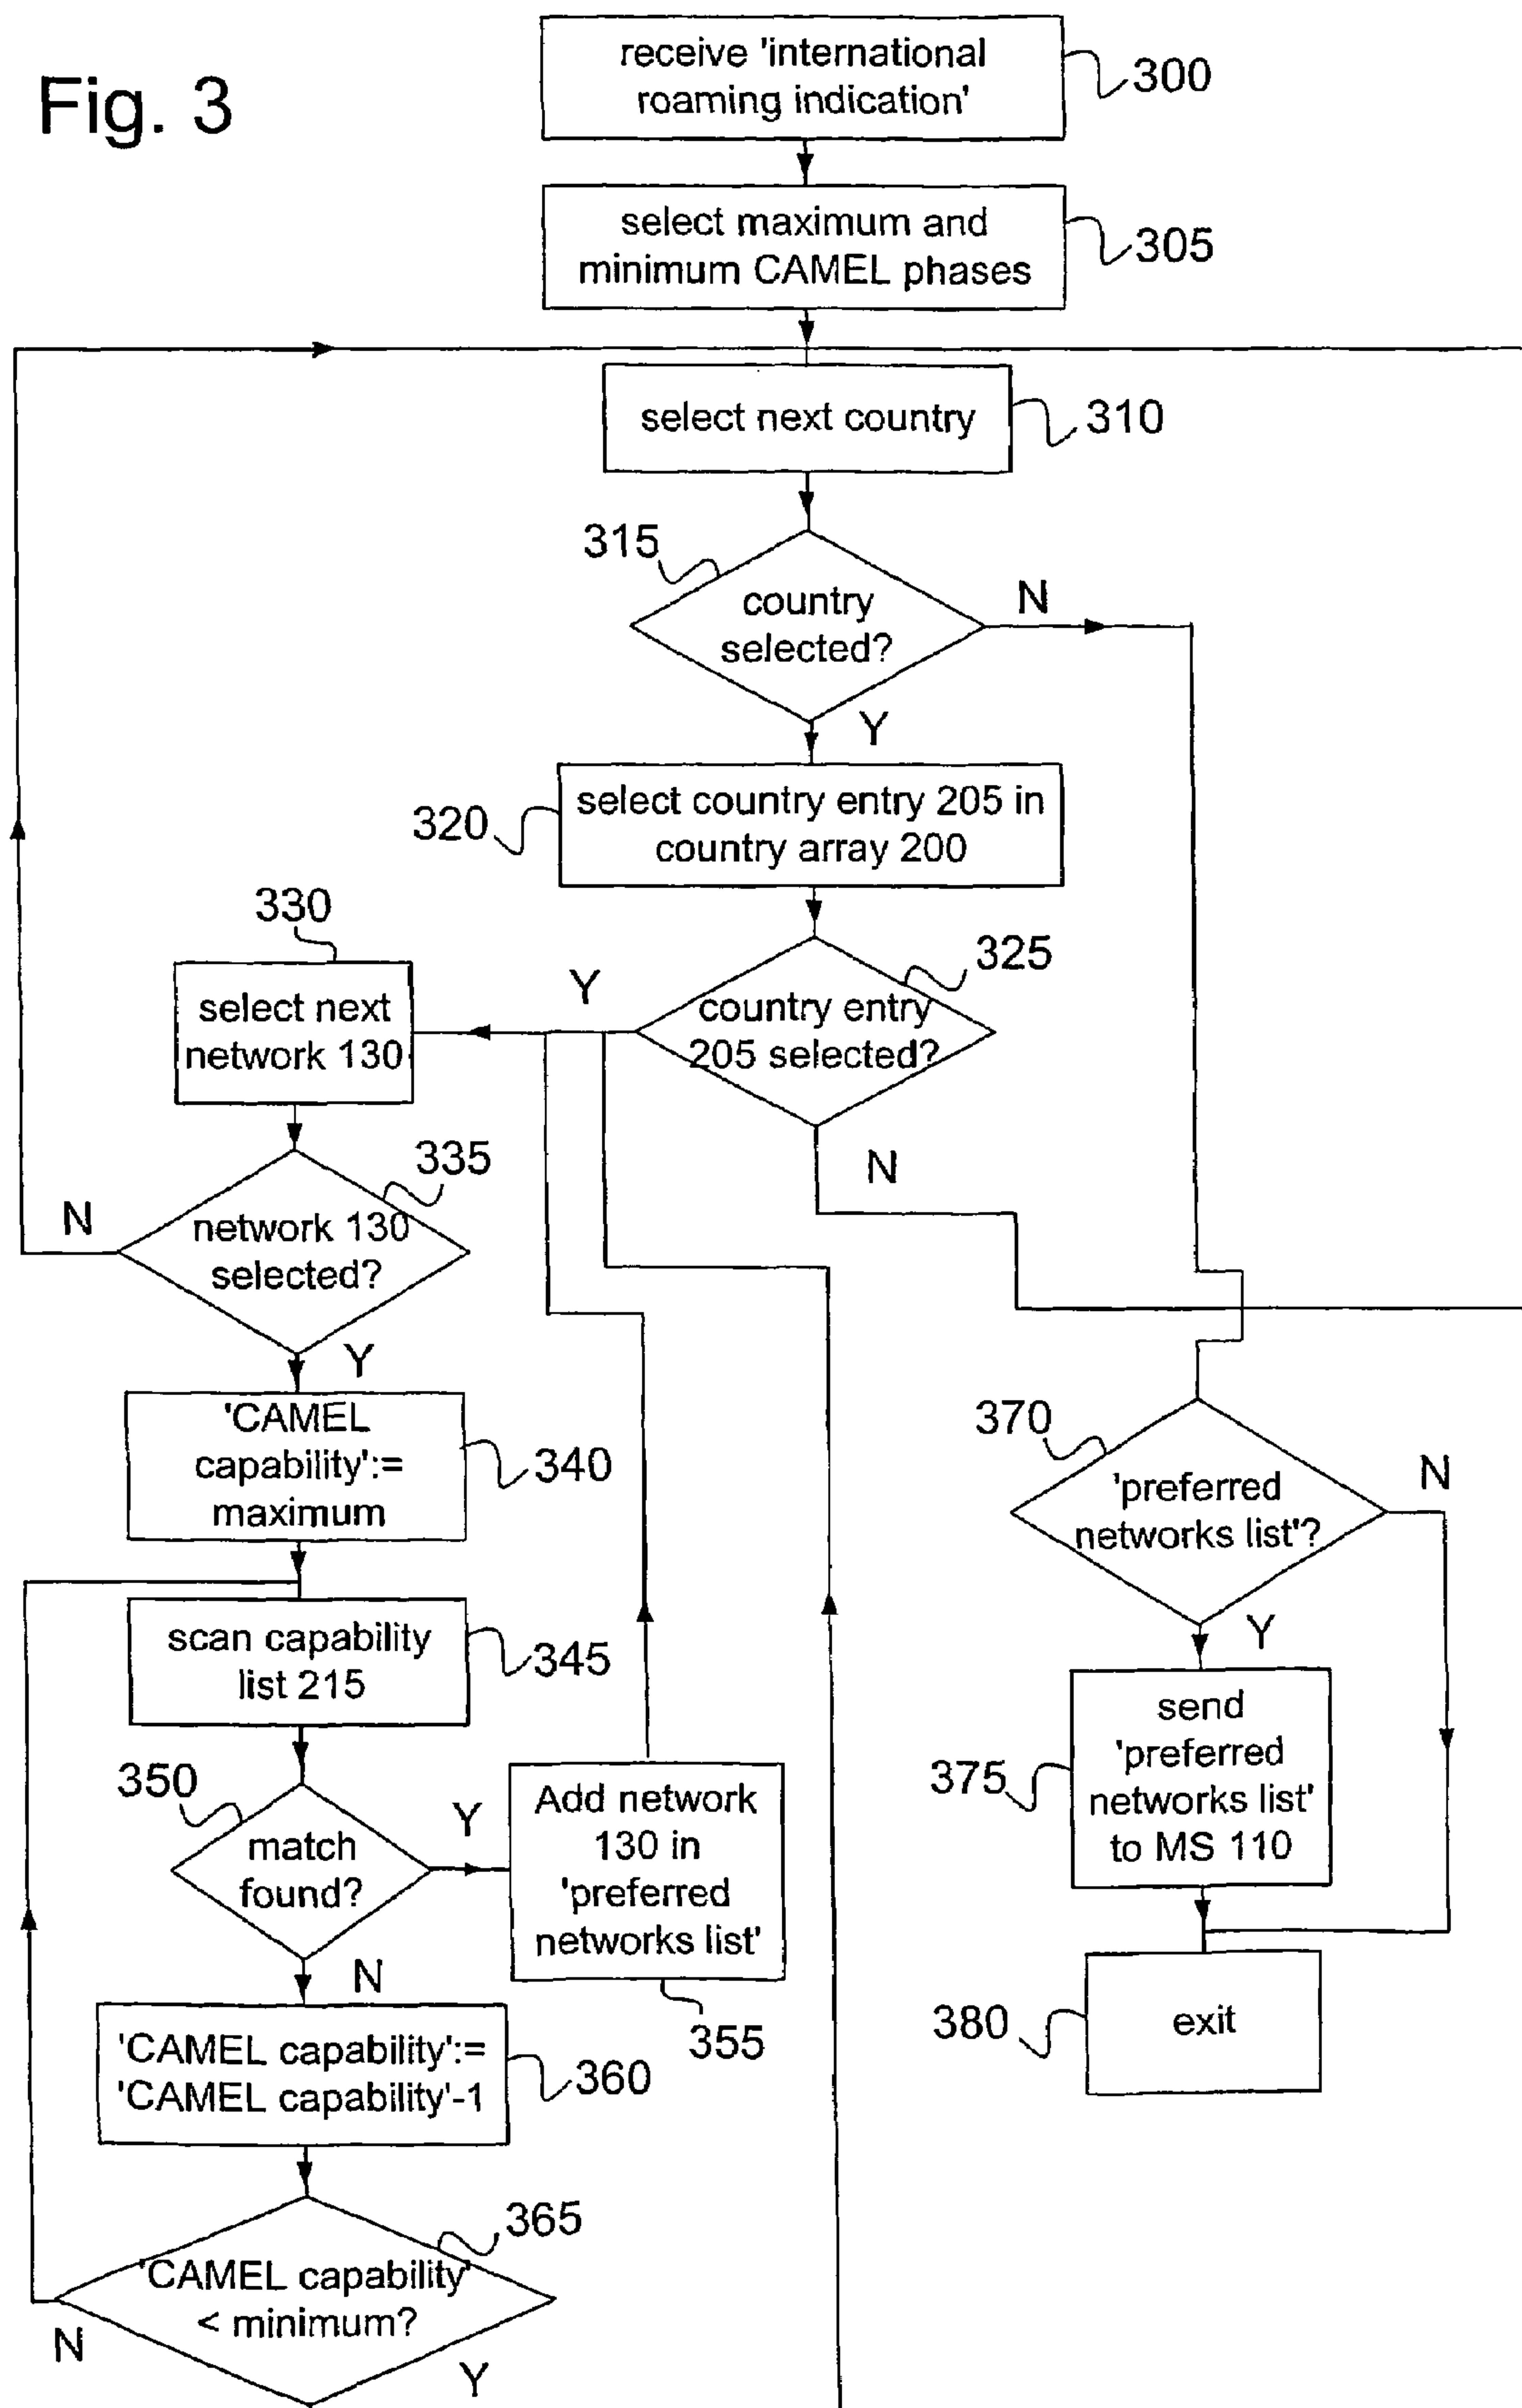 Fig. 3
receive 'international
roaming indication'
300
select maximum and
minimum CAMEL phases
305
select next country
310
315
country
selected?
N
Y
320
select country entry 205 in
country array 200
325
country entry
205 selected?
Y
N
330
select next
network 130
335
network 130
selected?
N
Y
'CAMEL
capability':=
maximum
340
scan capability
list 215
345
350
match
found?
Y
N
Add network
130 in
'preferred
networks list'
355
'CAMEL capability':=
'CAMEL capability'-1
360
365
'CAMEL capability'
< minimum?
N
Y
370
'preferred
networks list'?
N
Y
375
send
'preferred
networks list'
to MS 110
380
exit